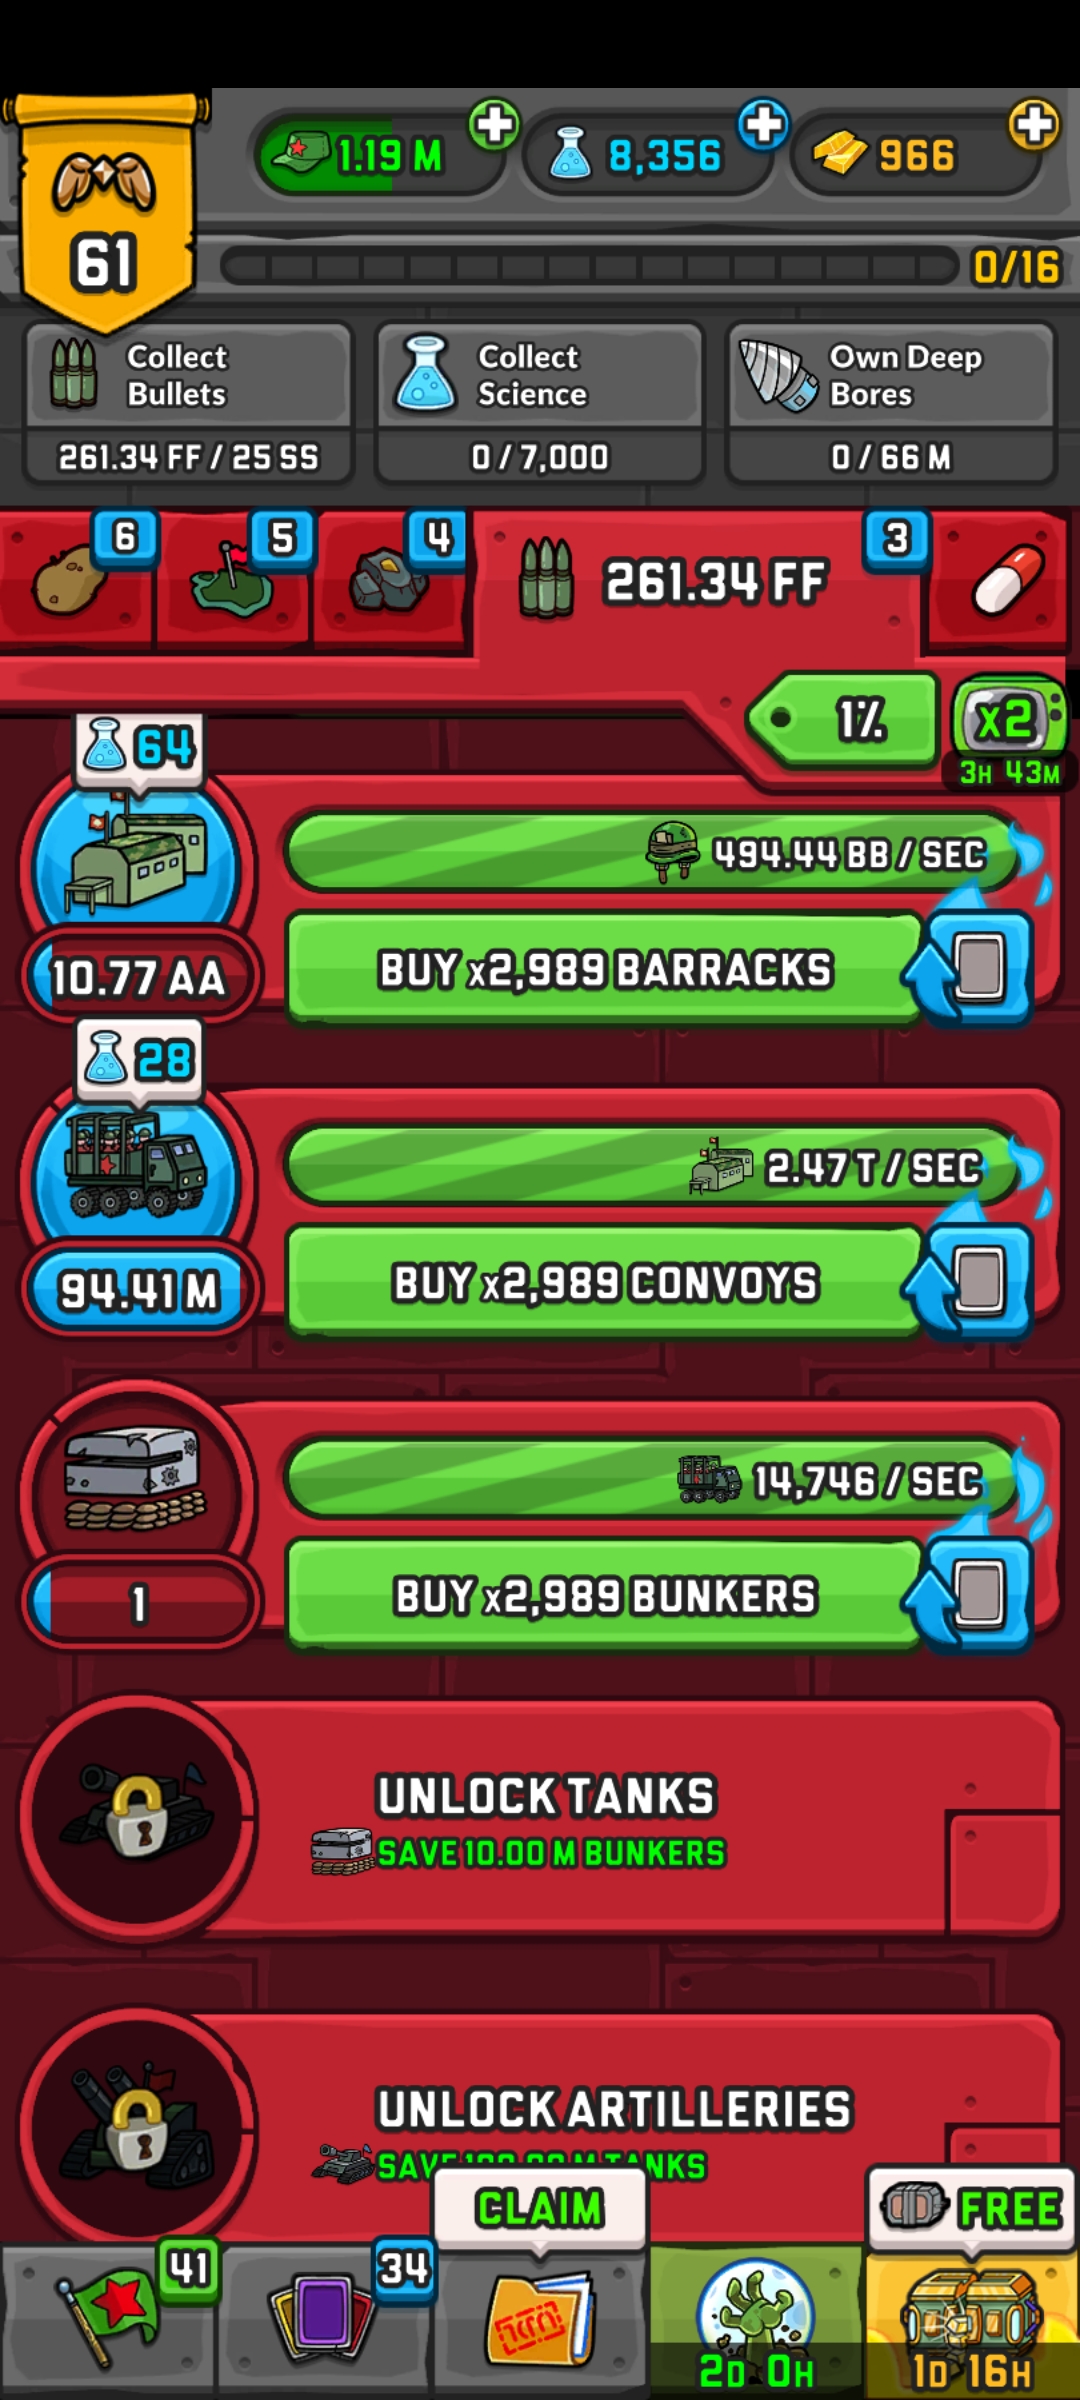 61
1.19 M
8,356
966
0/16
Collect
Bullets
261.34 FF / 25 SS
Collect
Science
0 / 7,000
Own Deep
Bores
0 / 66 M
6
5
4
261.34 FF
3
1%
x2
3H 43M
64
494.44 BB / SEC
10.77 AA
BUY x2,989 BARRACKS
28
2.47 T / SEC
94.41 M
BUY x2,989 CONVOYS
14,746 / SEC
1
BUY x2,989 BUNKERS
UNLOCK TANKS
SAVE 10.00 M BUNKERS
UNLOCK ARTILLERIES
CLAIM
FREE
41
34
2D 0H
1D 16H